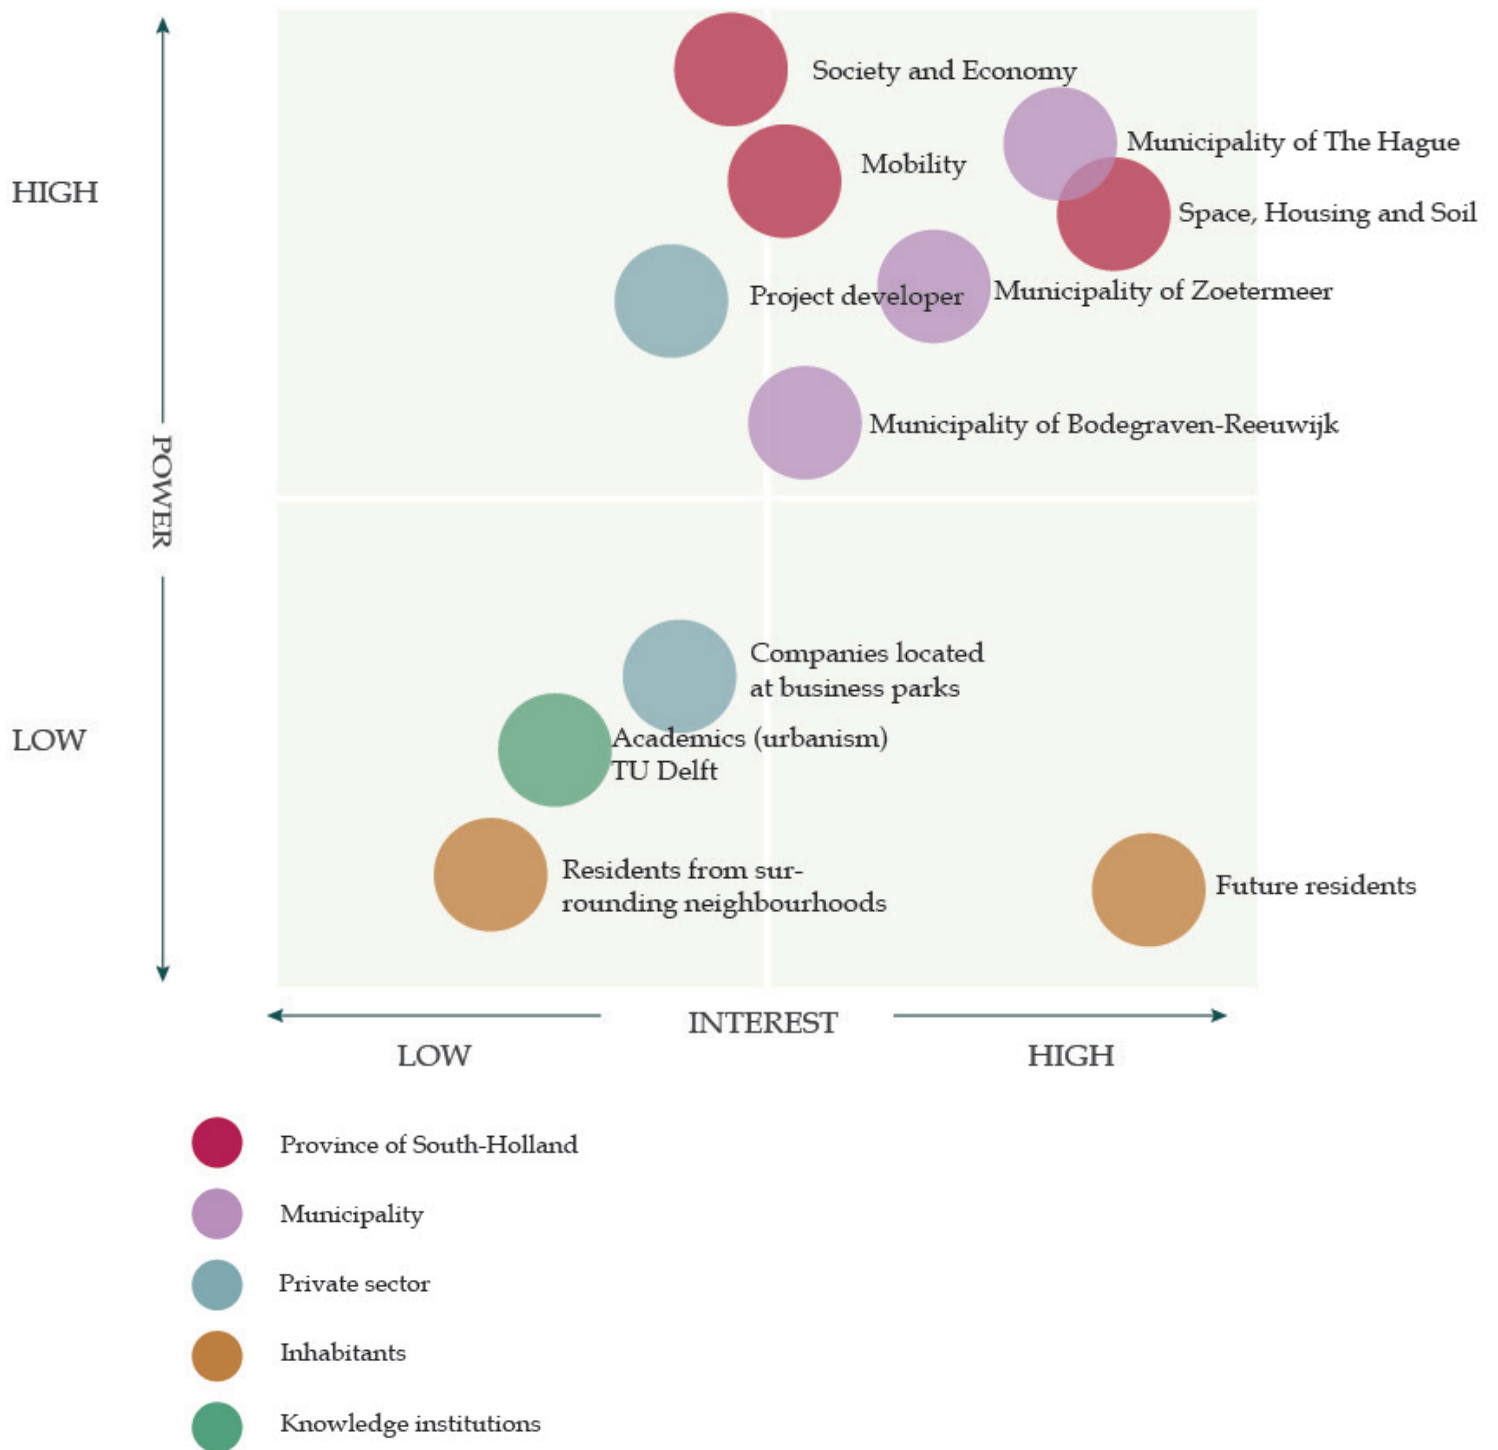 Society and Economy
Municipality of The Hague
Mobility
HIGH
Space, Housing and Soil
Project developer
Municipality of Zoetermeer
Municipality of Bodegraven-Reeuwijk
POWER
Companies located
at business parks
LOW
Academics (urbanism)
TU Delft
Residents from sur-
rounding neighbourhoods
Future residents
INTEREST
LOW
HIGH
Province of South-Holland
Municipality
Private sector
Inhabitants
Knowledge institutions